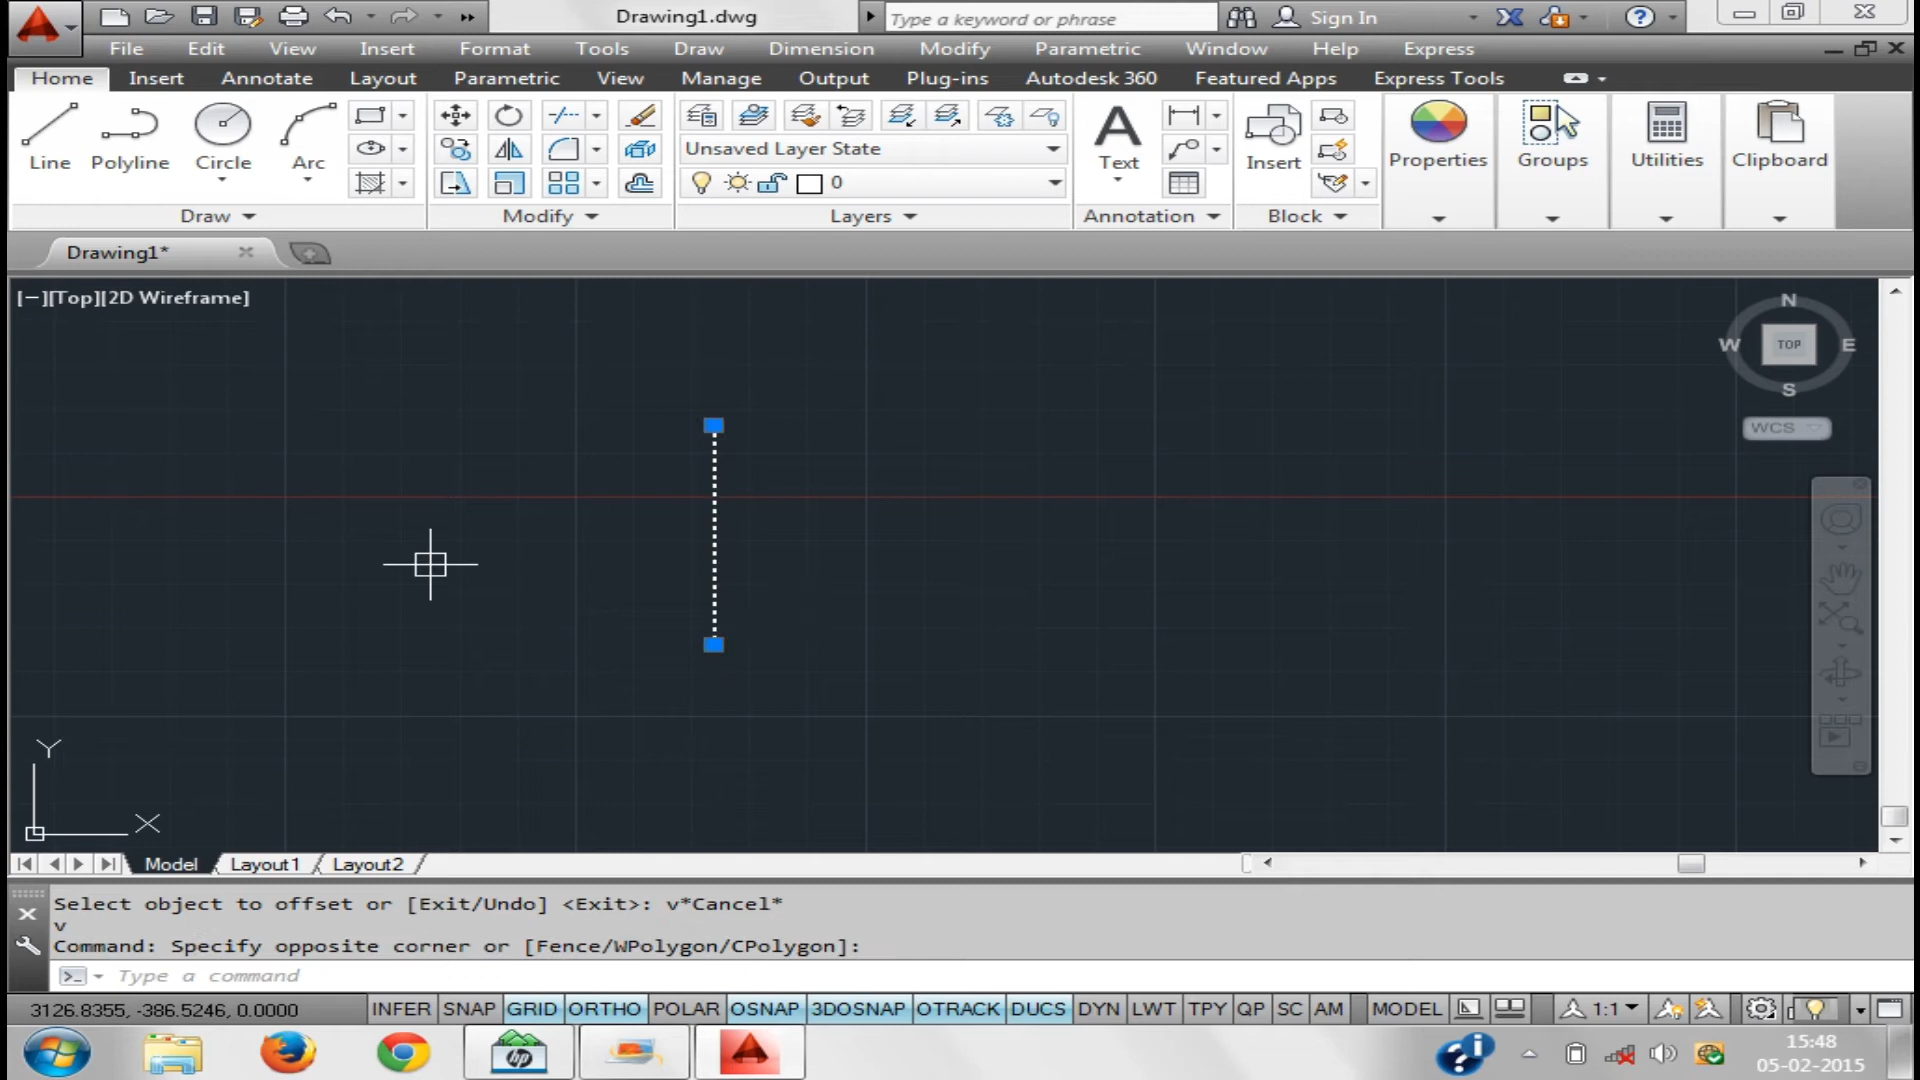 Drawing1.dwg
Type a keyword or phrase
Sign In
File Edit View Insert Format Tools Draw Dimension Modify Parametric Window Help Express
Home Insert Annotate Layout Parametric View Manage Output Plug-ins Autodesk 360 Featured Apps Express Tools
Line Polyline Circle Arc
Unsaved Layer State
0
Text
Insert
Properties Groups Utilities Clipboard
Draw Modify Layers Annotation Block
Drawing1*
[−][Top][2D Wireframe]
N
W TOP E
S
WCS
Y
X
Model Layout1 Layout2
Select object to offset or [Exit/Undo] <Exit>: v*Cancel*
v
Command: Specify opposite corner or [Fence/WPolygon/CPolygon]:
Type a command
3126.8355, -386.5246, 0.0000 INFER SNAP GRID ORTHO POLAR OSNAP 3DOSNAP OTRACK DUCS DYN LWT TPY QP SC AM MODEL 1:1
hp
15:48
05-02-2015